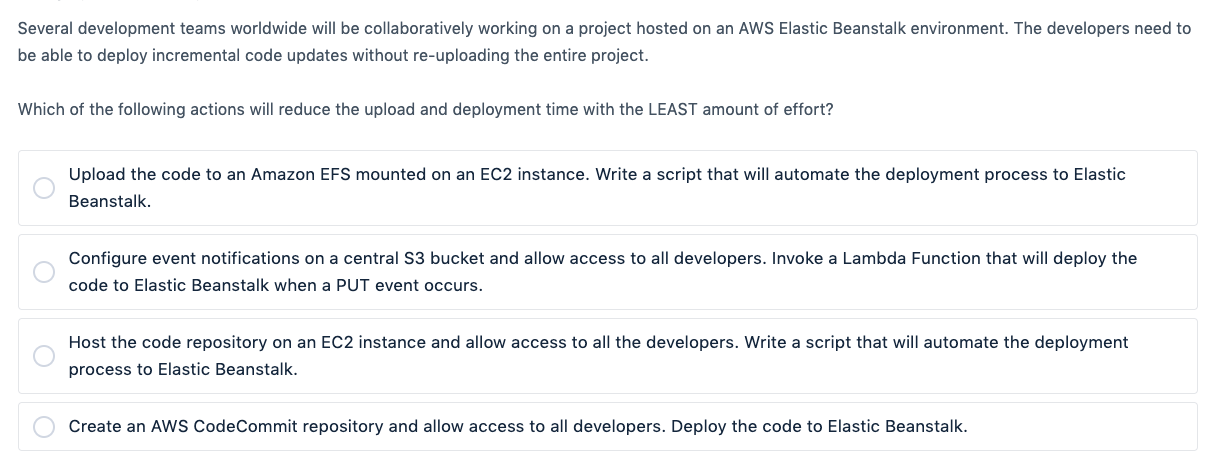 Several development teams worldwide will be collaboratively working on a project hosted on an AWS Elastic Beanstalk environment. The developers need to
be able to deploy incremental code updates without re-uploading the entire project.
Which of the following actions will reduce the upload and deployment time with the LEAST amount of effort?
Upload the code to an Amazon EFS mounted on an EC2 instance. Write a script that will automate the deployment process to Elastic
Beanstalk.
Configure event notifications on a central S3 bucket and allow access to all developers. Invoke a Lambda Function that will deploy the
code to Elastic Beanstalk when a PUT event occurs.
Host the code repository on an EC2 instance and allow access to all the developers. Write a script that will automate the deployment
process to Elastic Beanstalk.
Create an AWS CodeCommit repository and allow access to all developers. Deploy the code to Elastic Beanstalk.